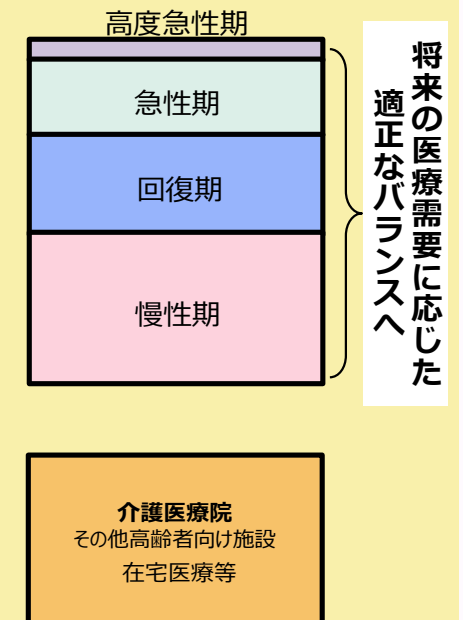 高度急性期
急性期
回復期
慢性期
将来の医療需要に応じた
適正なバランスへ
介護医療院
その他高齢者向け施設
在宅医療等